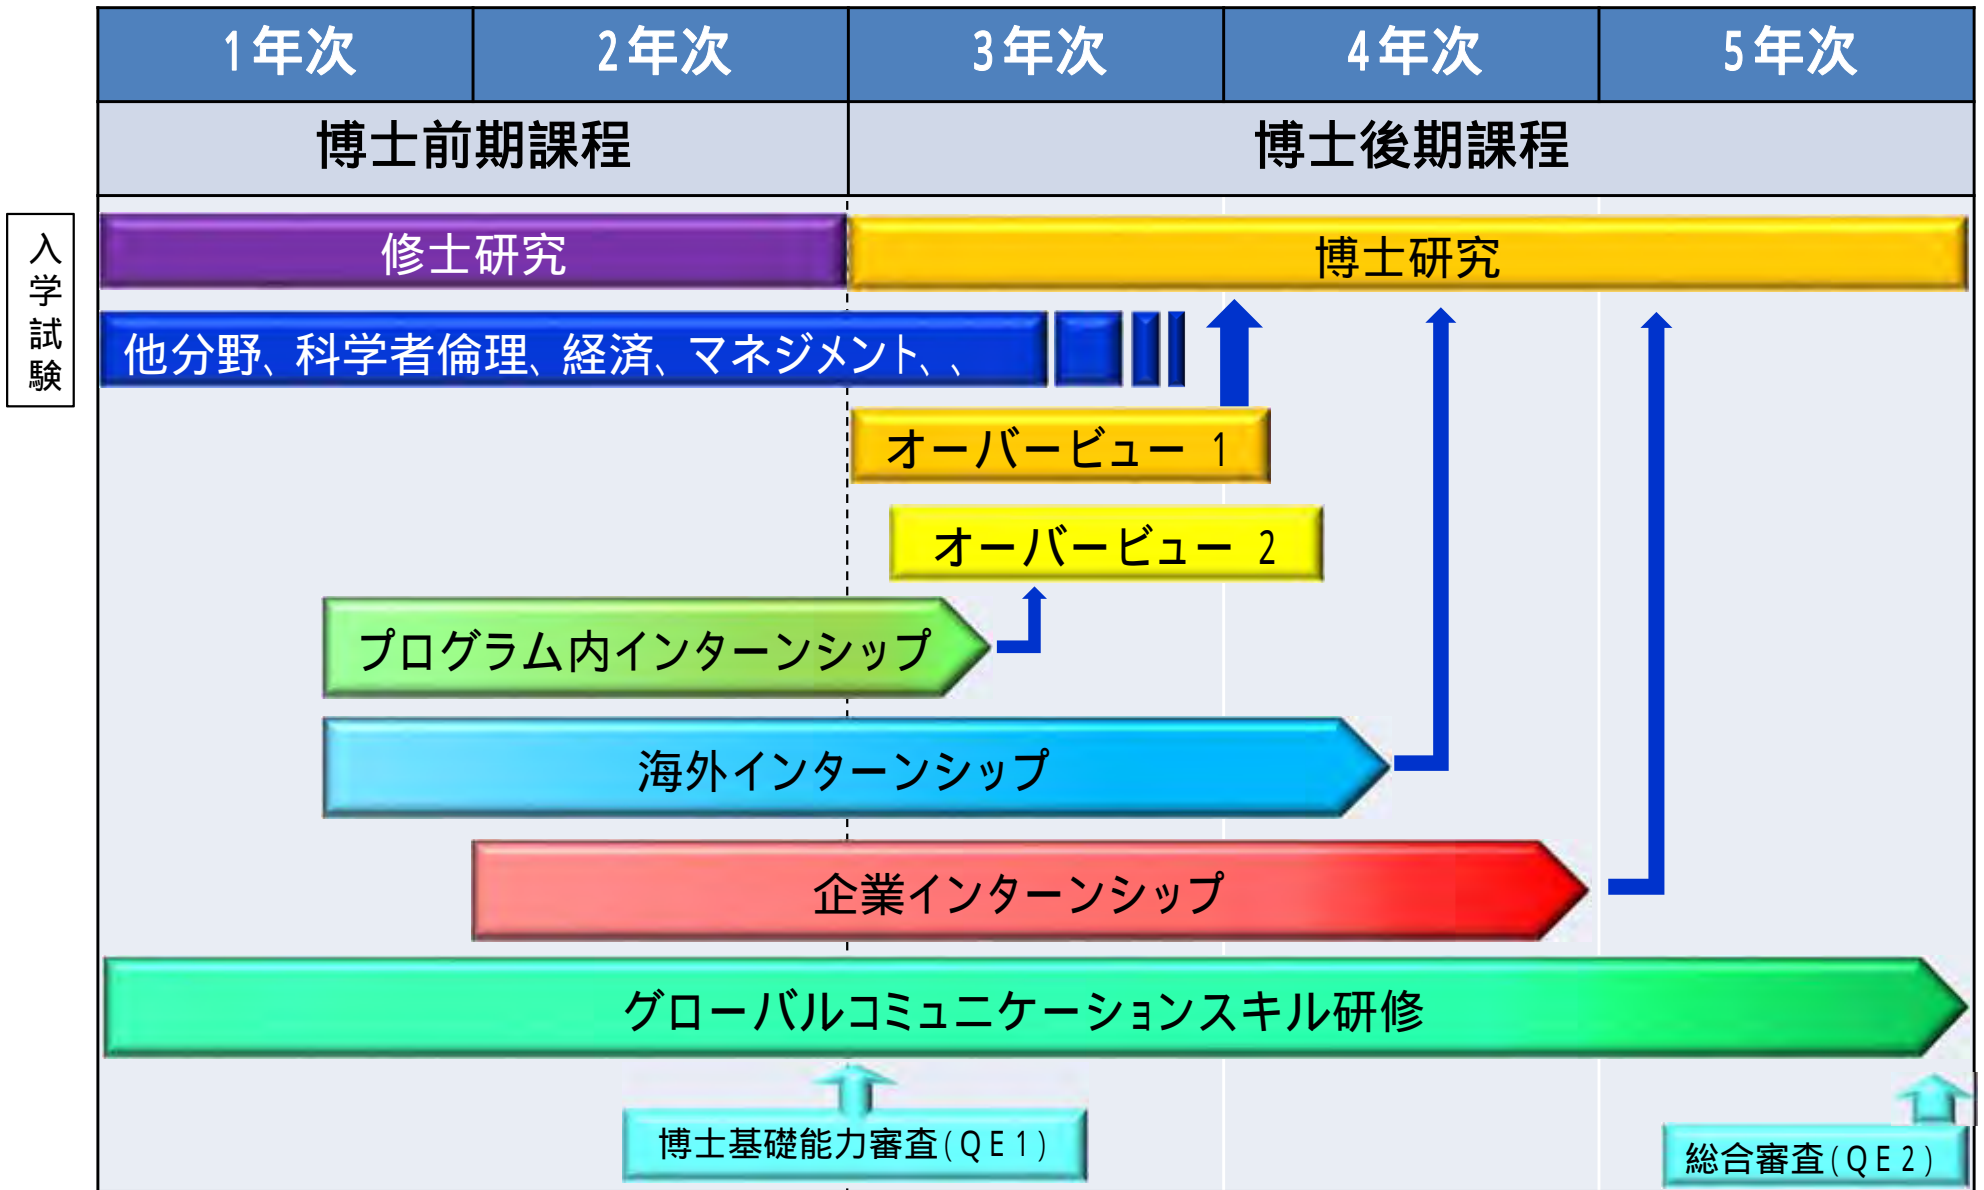 1年次
2年次
3年次
4年次
5年次
博士前期課程
博士後期課程
入学試験
修士研究
博士研究
他分野、科学者倫理、経済、マネジメント、、
オーバービュー 1
オーバービュー 2
プログラム内インターンシップ
海外インターンシップ
企業インターンシップ
グローバルコミュニケーションスキル研修
博士基礎能力審査(QE1)
総合審査(QE2)